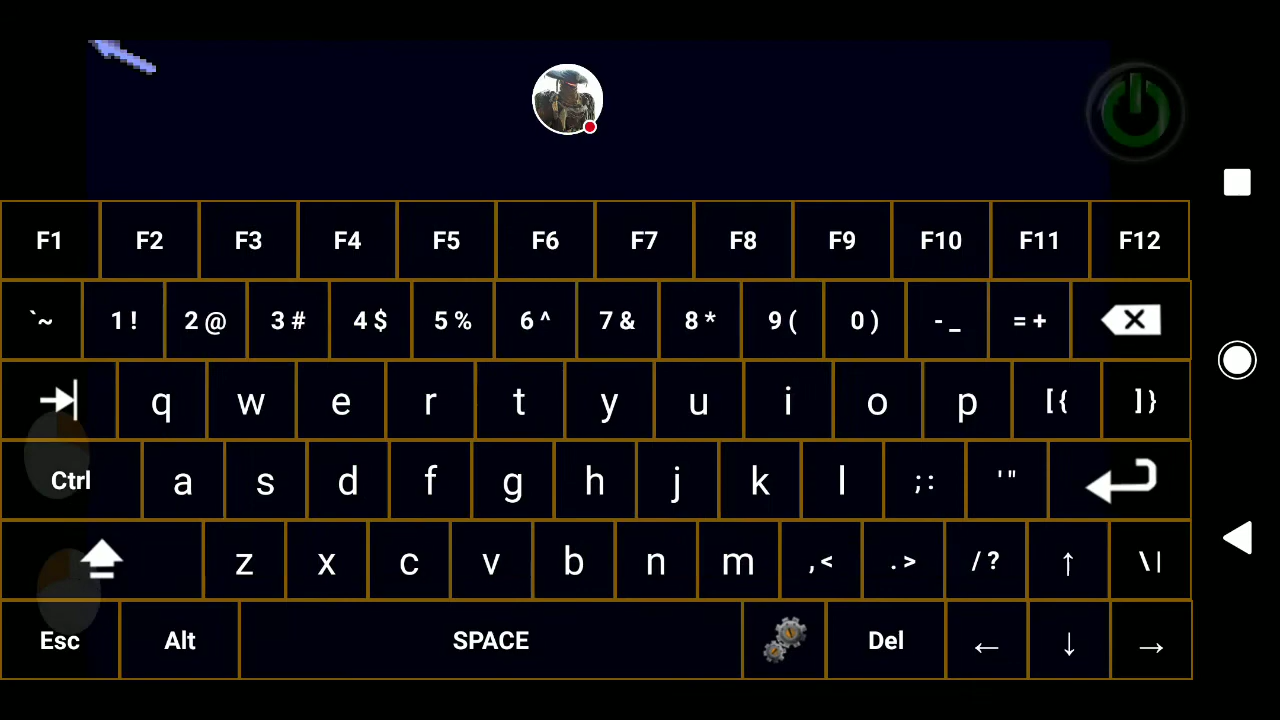 F1 F2 F3 F4 F5 F6 F7 F8 F9 F10 F11 F12
`~ 1 ! 2 @ 3 # 4 $ 5 % 6 ^ 7 & 8 * 9 ( 0 ) - _ = +
q w e r t y u i o p [ { ] }
Ctrl a s d f g h j k l ; : ' "
z x c v b n m , < . > / ? ↑ \ |
Esc Alt SPACE Del ← ↓ →